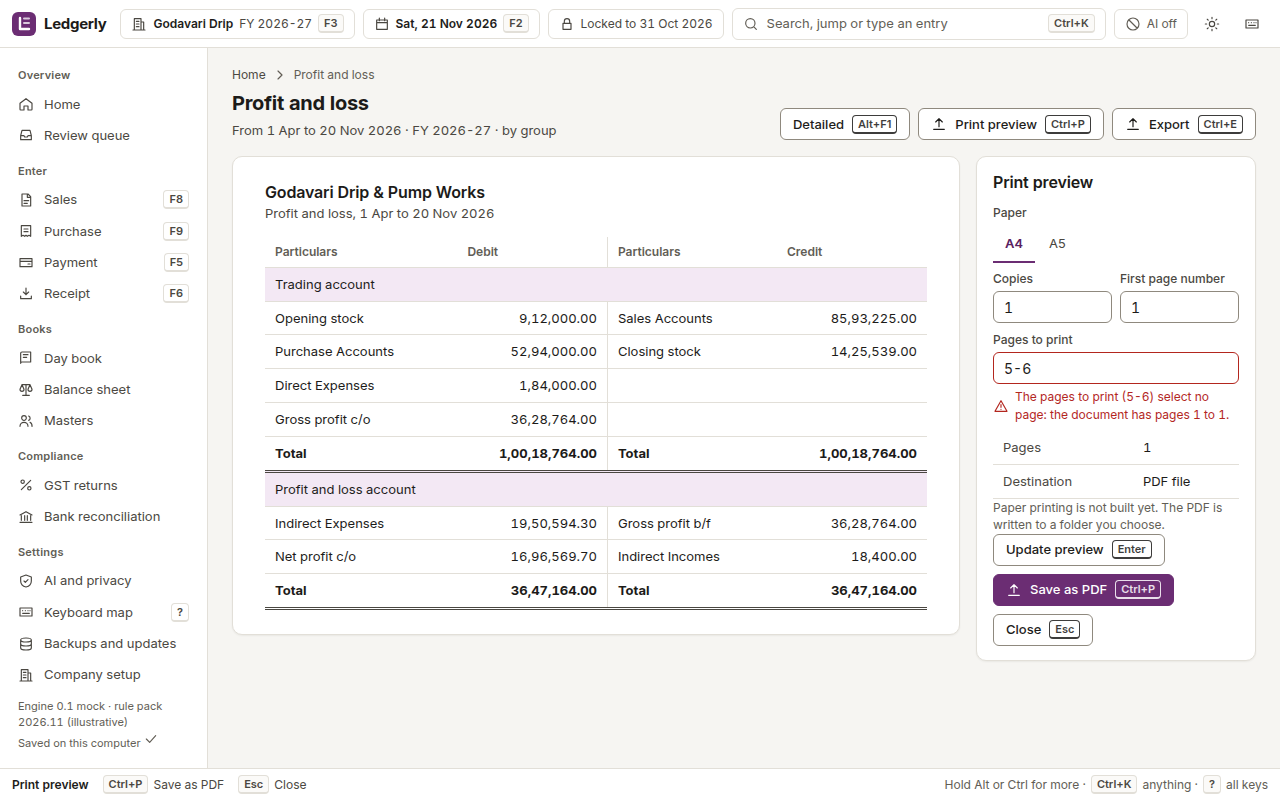 Ledgerly
Godavari Drip FY 2026-27 F3
Sat, 21 Nov 2026 F2
Locked to 31 Oct 2026
Search, jump or type an entry Ctrl+K
AI off
Overview
Home
Review queue
Enter
Sales F8
Purchase F9
Payment F5
Receipt F6
Books
Day book
Balance sheet
Masters
Compliance
GST returns
Bank reconciliation
Settings
AI and privacy
Keyboard map ?
Backups and updates
Company setup
Engine 0.1 mock · rule pack
2026.11 (illustrative)
Saved on this computer
Home Profit and loss
Profit and loss
From 1 Apr to 20 Nov 2026 · FY 2026-27 · by group
Detailed Alt+F1
Print preview Ctrl+P
Export Ctrl+E
Godavari Drip & Pump Works
Profit and loss, 1 Apr to 20 Nov 2026
Particulars Debit Particulars Credit
Trading account
Opening stock 9,12,000.00 Sales Accounts 85,93,225.00
Purchase Accounts 52,94,000.00 Closing stock 14,25,539.00
Direct Expenses 1,84,000.00
Gross profit c/o 36,28,764.00
Total 1,00,18,764.00 Total 1,00,18,764.00
Profit and loss account
Indirect Expenses 19,50,594.30 Gross profit b/f 36,28,764.00
Net profit c/o 16,96,569.70 Indirect Incomes 18,400.00
Total 36,47,164.00 Total 36,47,164.00
Print preview
Paper
A4 A5
Copies First page number
1 1
Pages to print
5-6
The pages to print (5-6) select no
page: the document has pages 1 to 1.
Pages 1
Destination PDF file
Paper printing is not built yet. The PDF is
written to a folder you choose.
Update preview Enter
Save as PDF Ctrl+P
Close Esc
Print preview Ctrl+P Save as PDF Esc Close
Hold Alt or Ctrl for more · Ctrl+K anything · ? all keys